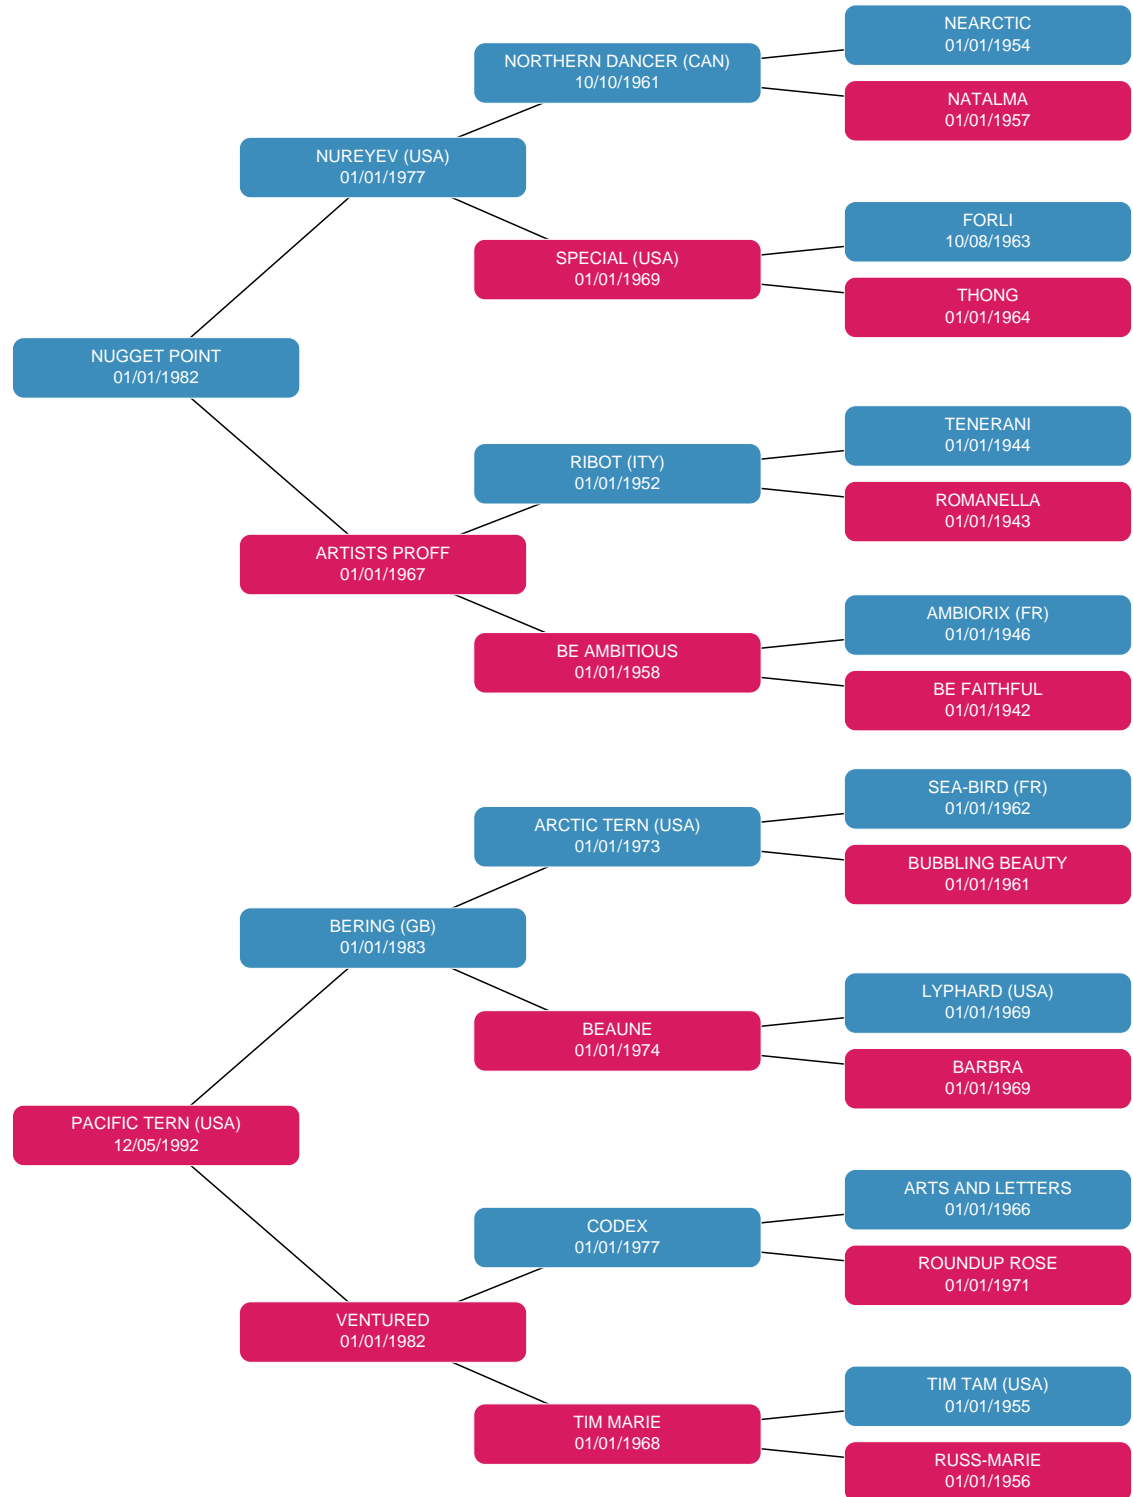 NEARCTIC
01/01/1954
NORTHERN DANCER (CAN)
10/10/1961
NATALMA
01/01/1957
NUREYEV (USA)
01/01/1977
FORLI
10/08/1963
SPECIAL (USA)
01/01/1969
THONG
01/01/1964
NUGGET POINT
01/01/1982
TENERANI
01/01/1944
RIBOT (ITY)
01/01/1952
ROMANELLA
01/01/1943
ARTISTS PROFF
01/01/1967
AMBIORIX (FR)
01/01/1946
BE AMBITIOUS
01/01/1958
BE FAITHFUL
01/01/1942
SEA-BIRD (FR)
01/01/1962
ARCTIC TERN (USA)
01/01/1973
BUBBLING BEAUTY
01/01/1961
BERING (GB)
01/01/1983
LYPHARD (USA)
01/01/1969
BEAUNE
01/01/1974
BARBRA
01/01/1969
PACIFIC TERN (USA)
12/05/1992
ARTS AND LETTERS
01/01/1966
CODEX
01/01/1977
ROUNDUP ROSE
01/01/1971
VENTURED
01/01/1982
TIM TAM (USA)
01/01/1955
TIM MARIE
01/01/1968
RUSS-MARIE
01/01/1956